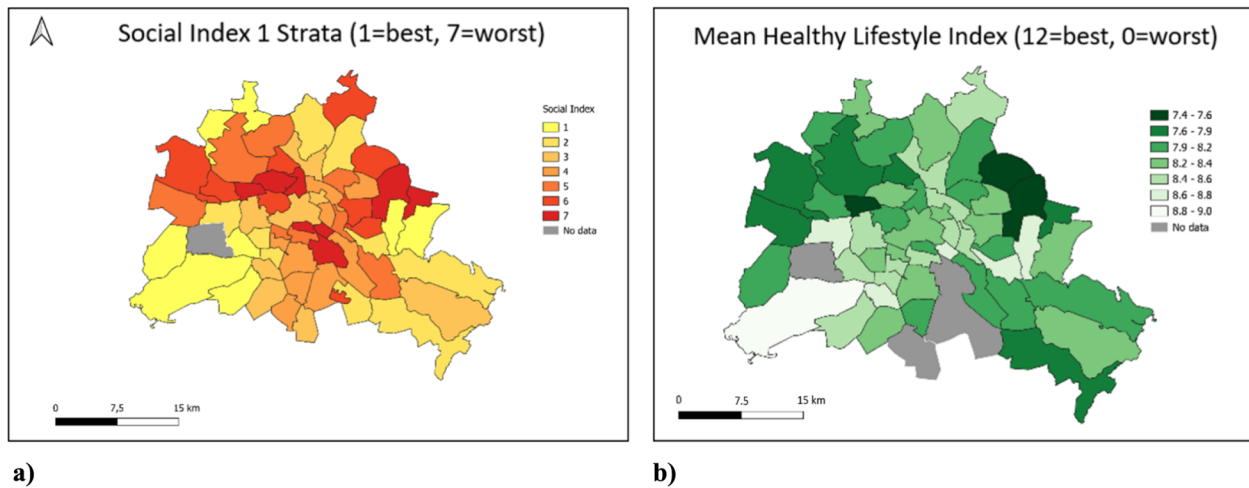 Social Index 1 Strata (1=best, 7=worst)
Social Index
1
2
3
4
5
6
7
No data
0
7,5
15 km
a)
Mean Healthy Lifestyle Index (12=best, 0=worst)
7.4 - 7.6
7.6 - 7.9
7.9 - 8.2
8.2 - 8.4
8.4 - 8.6
8.6 - 8.8
8.8 - 9.0
No data
0
7.5
15 km
b)